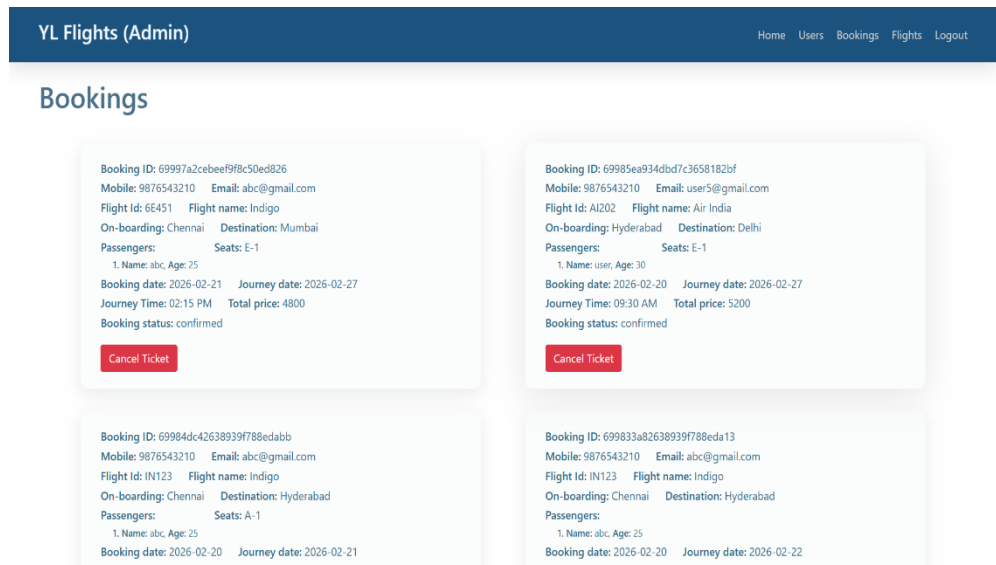 YL Flights (Admin)
Home Users Bookings Flights Logout
Bookings
Booking ID: 69997a2cebeef9f8c50ed826
Mobile: 9876543210 Email: abc@gmail.com
Flight Id: 6E451 Flight name: Indigo
On-boarding: Chennai Destination: Mumbai
Passengers: Seats: E-1
1. Name: abc, Age: 25
Booking date: 2026-02-21 Journey date: 2026-02-27
Journey Time: 02:15 PM Total price: 4800
Booking status: confirmed
Cancel Ticket
Booking ID: 69985ea934dbd7c3658182bf
Mobile: 9876543210 Email: user5@gmail.com
Flight Id: AI202 Flight name: Air India
On-boarding: Hyderabad Destination: Delhi
Passengers: Seats: E-1
1. Name: user, Age: 30
Booking date: 2026-02-20 Journey date: 2026-02-27
Journey Time: 09:30 AM Total price: 5200
Booking status: confirmed
Cancel Ticket
Booking ID: 69984dc42638939f788edabb
Mobile: 9876543210 Email: abc@gmail.com
Flight Id: IN123 Flight name: Indigo
On-boarding: Chennai Destination: Hyderabad
Passengers: Seats: A-1
1. Name: abc, Age: 25
Booking date: 2026-02-20 Journey date: 2026-02-21
Booking ID: 699833a82638939f788eda13
Mobile: 9876543210 Email: abc@gmail.com
Flight Id: IN123 Flight name: Indigo
On-boarding: Chennai Destination: Hyderabad
Passengers:
1. Name: abc, Age: 25
Booking date: 2026-02-20 Journey date: 2026-02-22